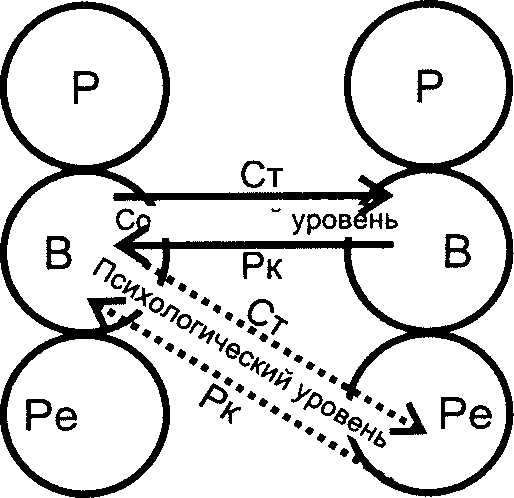 Р Р
Ст
Со й уровень
В В
Рк
Психологический уровень
Ст
Рк
Ре Ре